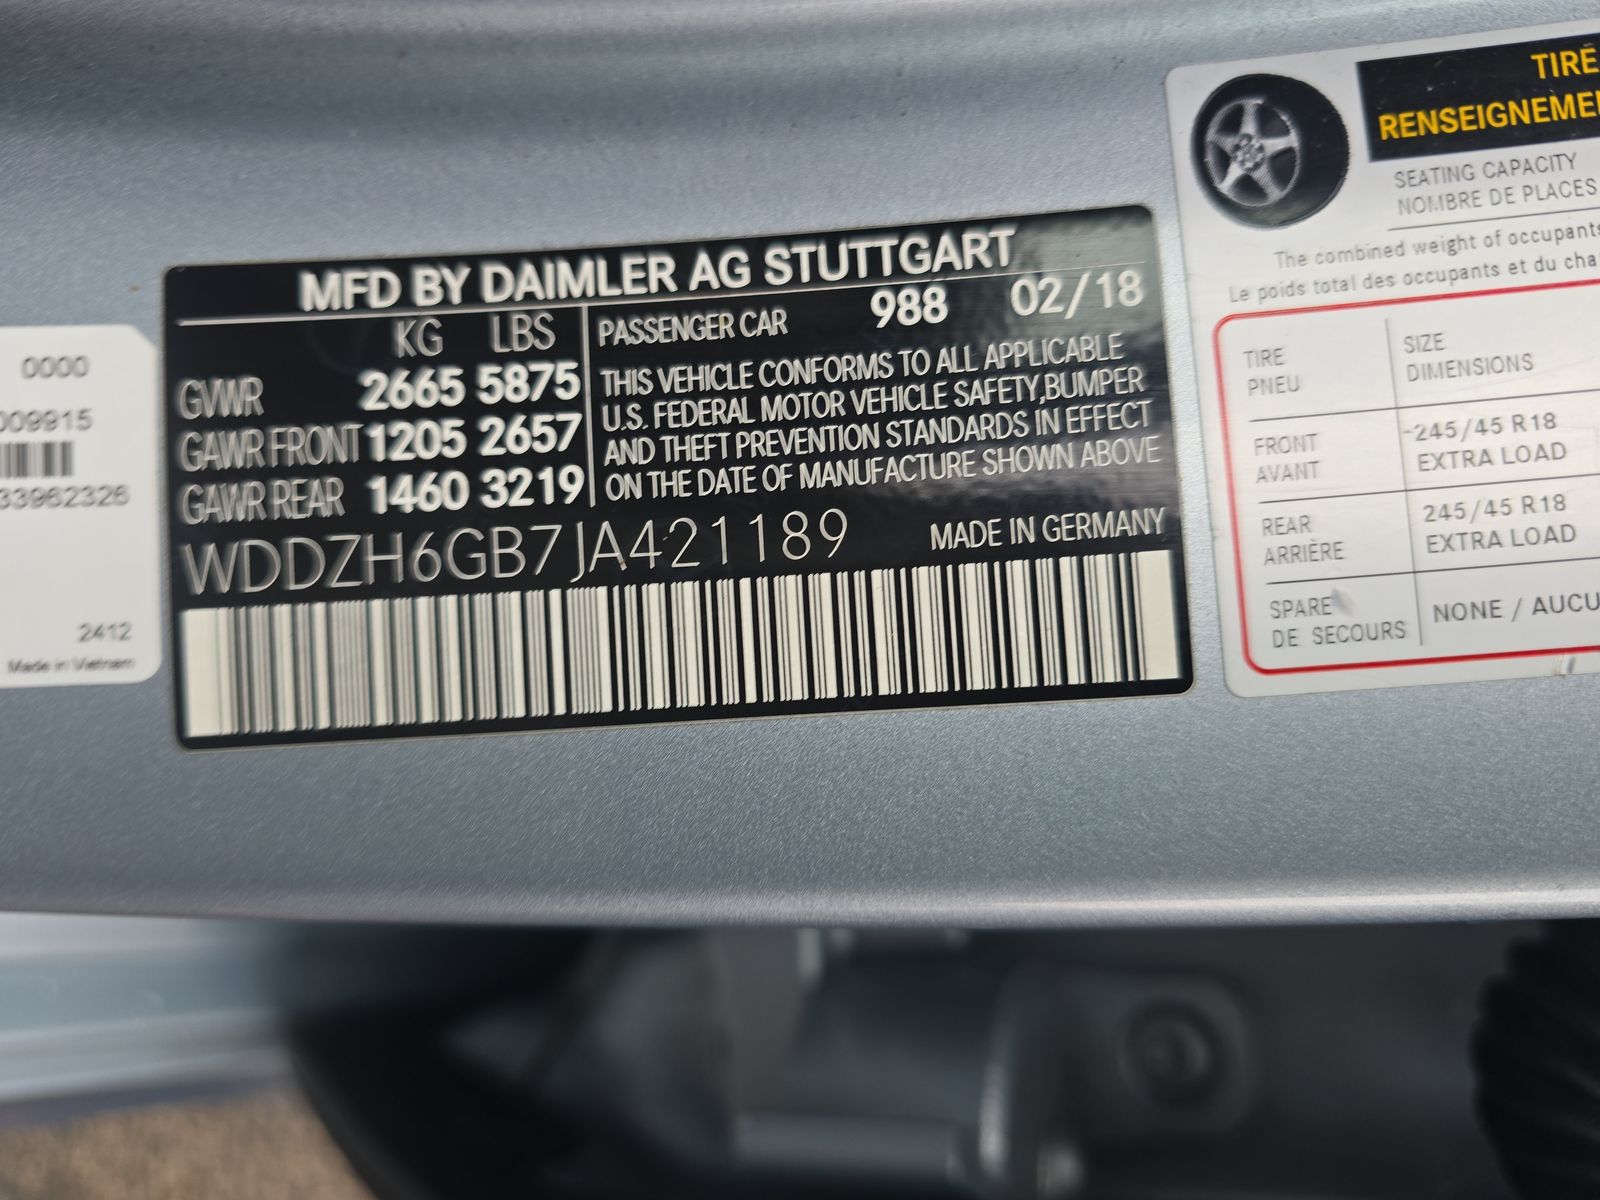 0000
009915
33962326
2412
Made in Vietnam
MFD BY DAIMLER AG STUTTGART
KG LBS
GVWR 2665 5875
GAWR FRONT 1205 2657
GAWR REAR 1460 3219
PASSENGER CAR 988 02/18
THIS VEHICLE CONFORMS TO ALL APPLICABLE
U.S. FEDERAL MOTOR VEHICLE SAFETY,BUMPER
AND THEFT PREVENTION STANDARDS IN EFFECT
ON THE DATE OF MANUFACTURE SHOWN ABOVE
WDDZH6GB7JA421189 MADE IN GERMANY
TIRE
RENSEIGNEME
SEATING CAPACITY
NOMBRE DE PLACES
The combined weight of occupants
Le poids total des occupants et du cha
TIRE SIZE
PNEU DIMENSIONS
FRONT 245/45 R18
AVANT EXTRA LOAD
REAR 245/45 R18
ARRIÈRE EXTRA LOAD
SPARE NONE / AUCU
DE SECOURS